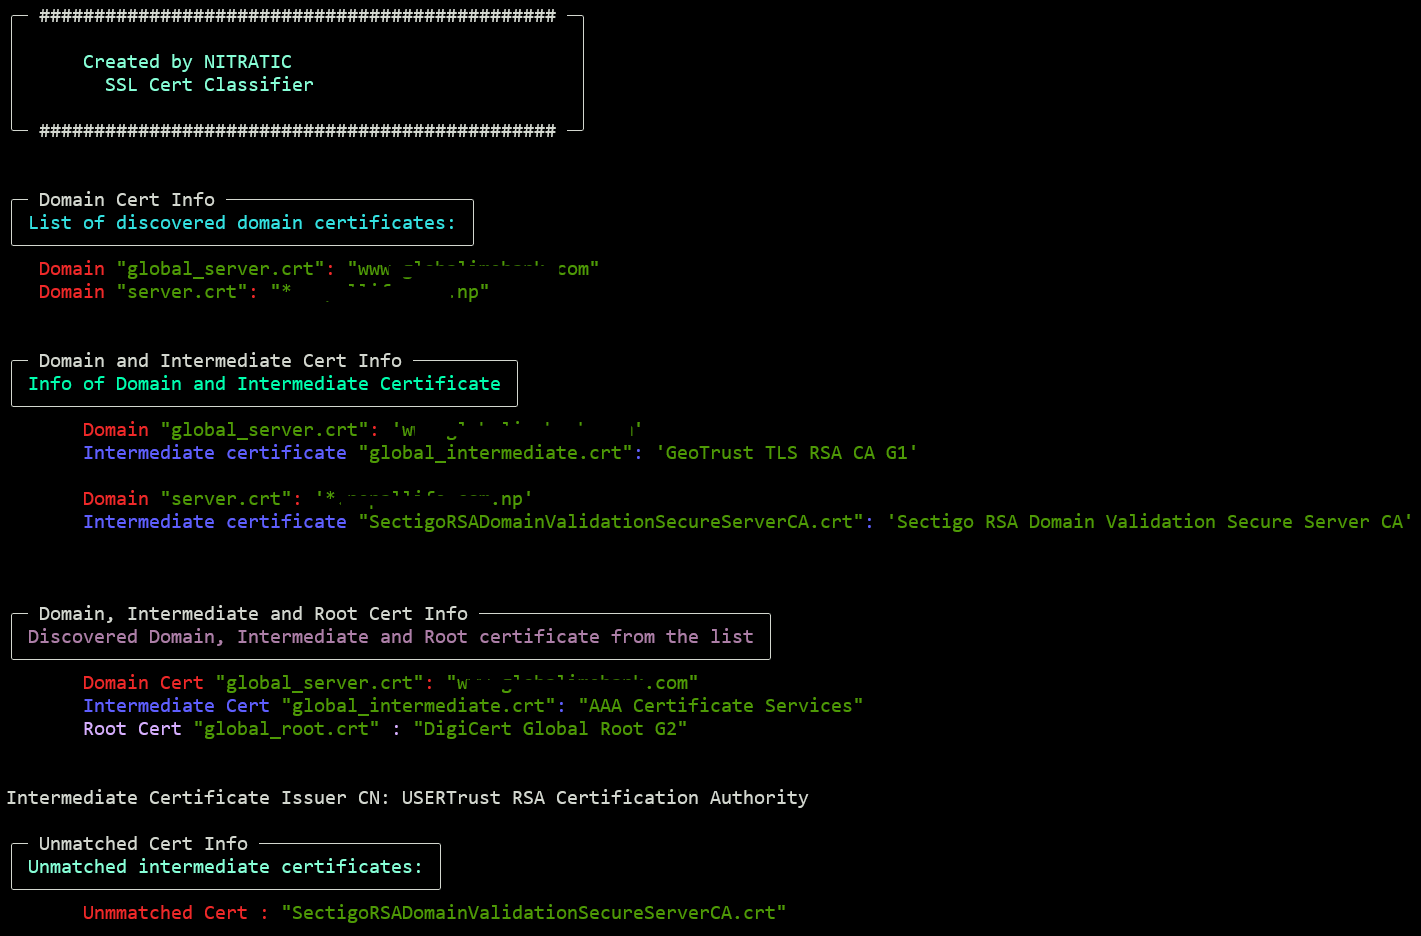 ###############################################
Created by NITRATIC
SSL Cert Classifier
###############################################
Domain Cert Info
List of discovered domain certificates:
Domain "global_server.crt": "www .com"
Domain "server.crt": "* .np"
Domain and Intermediate Cert Info
Info of Domain and Intermediate Certificate
Domain "global_server.crt":
Intermediate certificate "global_intermediate.crt": 'GeoTrust TLS RSA CA G1'
Domain "server.crt": '*. .np'
Intermediate certificate "SectigoRSADomainValidationSecureServerCA.crt": 'Sectigo RSA Domain Validation Secure Server CA'
Domain, Intermediate and Root Cert Info
Discovered Domain, Intermediate and Root certificate from the list
Domain Cert "global_server.crt": .com"
Intermediate Cert "global_intermediate.crt": "AAA Certificate Services"
Root Cert "global_root.crt" : "DigiCert Global Root G2"
Intermediate Certificate Issuer CN: USERTrust RSA Certification Authority
Unmatched Cert Info
Unmatched intermediate certificates:
Unmmatched Cert : "SectigoRSADomainValidationSecureServerCA.crt"